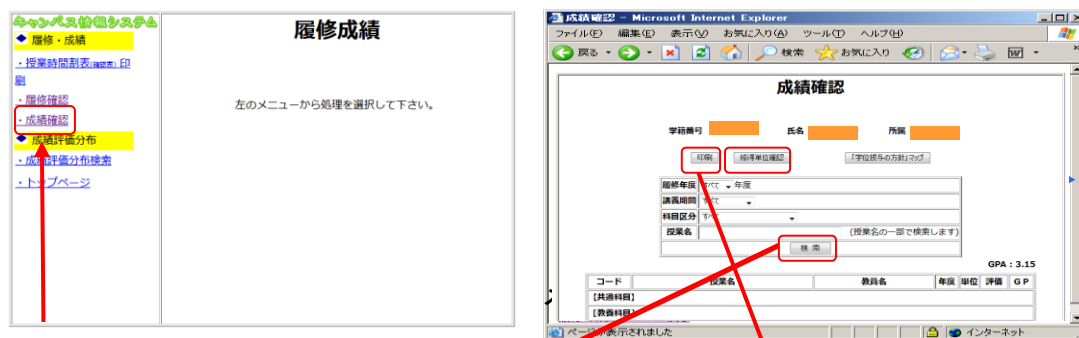 キャンパス情報システム
◆ 履修・成績
・授業時間割表(確認表)印
刷
・履修確認
・成績確認
◆ 成績評価分布
・成績評価分布検索
・トップページ
履修成績
左のメニューから処理を選択して下さい。
成績確認 - Microsoft Internet Explorer
ファイル(F) 編集(E) 表示(V) お気に入り(A) ツール(T) ヘルプ(H)
戻る 検索 お気に入り
成績確認
学籍番号 氏名 所属
印刷 修得単位確認 「学位授与の方針」マップ
履修年度 すべて 年度
講義期間 すべて
科目区分 すべて
授業名 (授業名の一部で検索します)
検 索
GPA : 3.15
コード 授業名 教員名 年度 単位 評価 G P
【共通科目】
【教養科目】
ページが表示されました インターネット